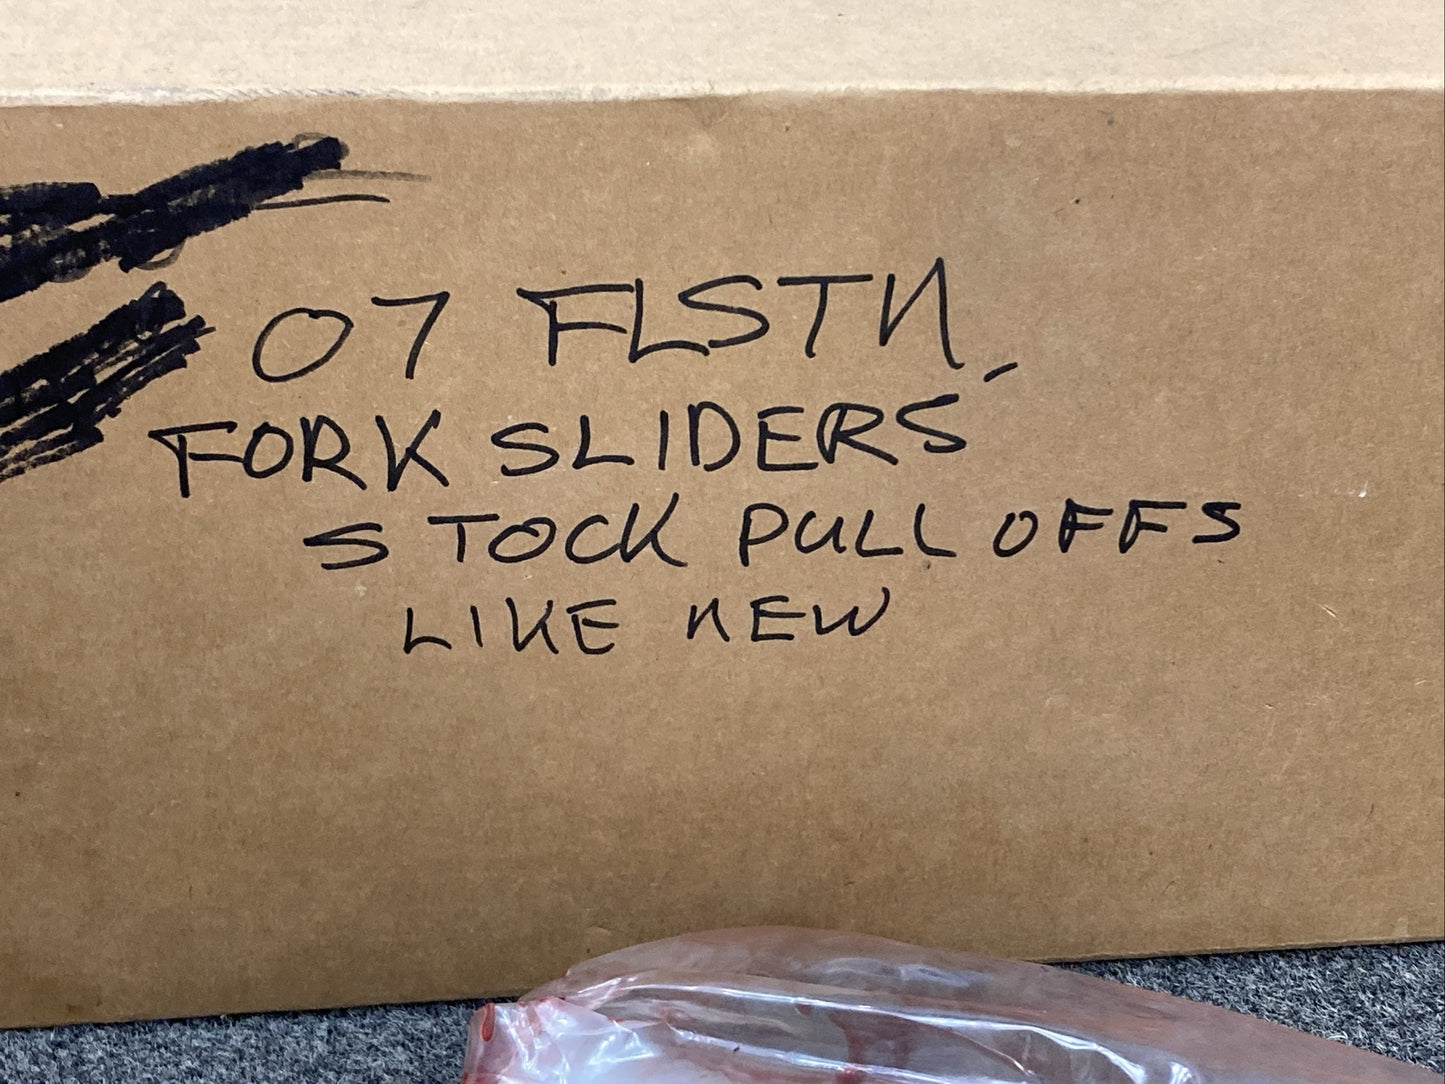 07 FLSTN,
FORK SLIDERS
STOCK PULL OFFS
LIKE NEW